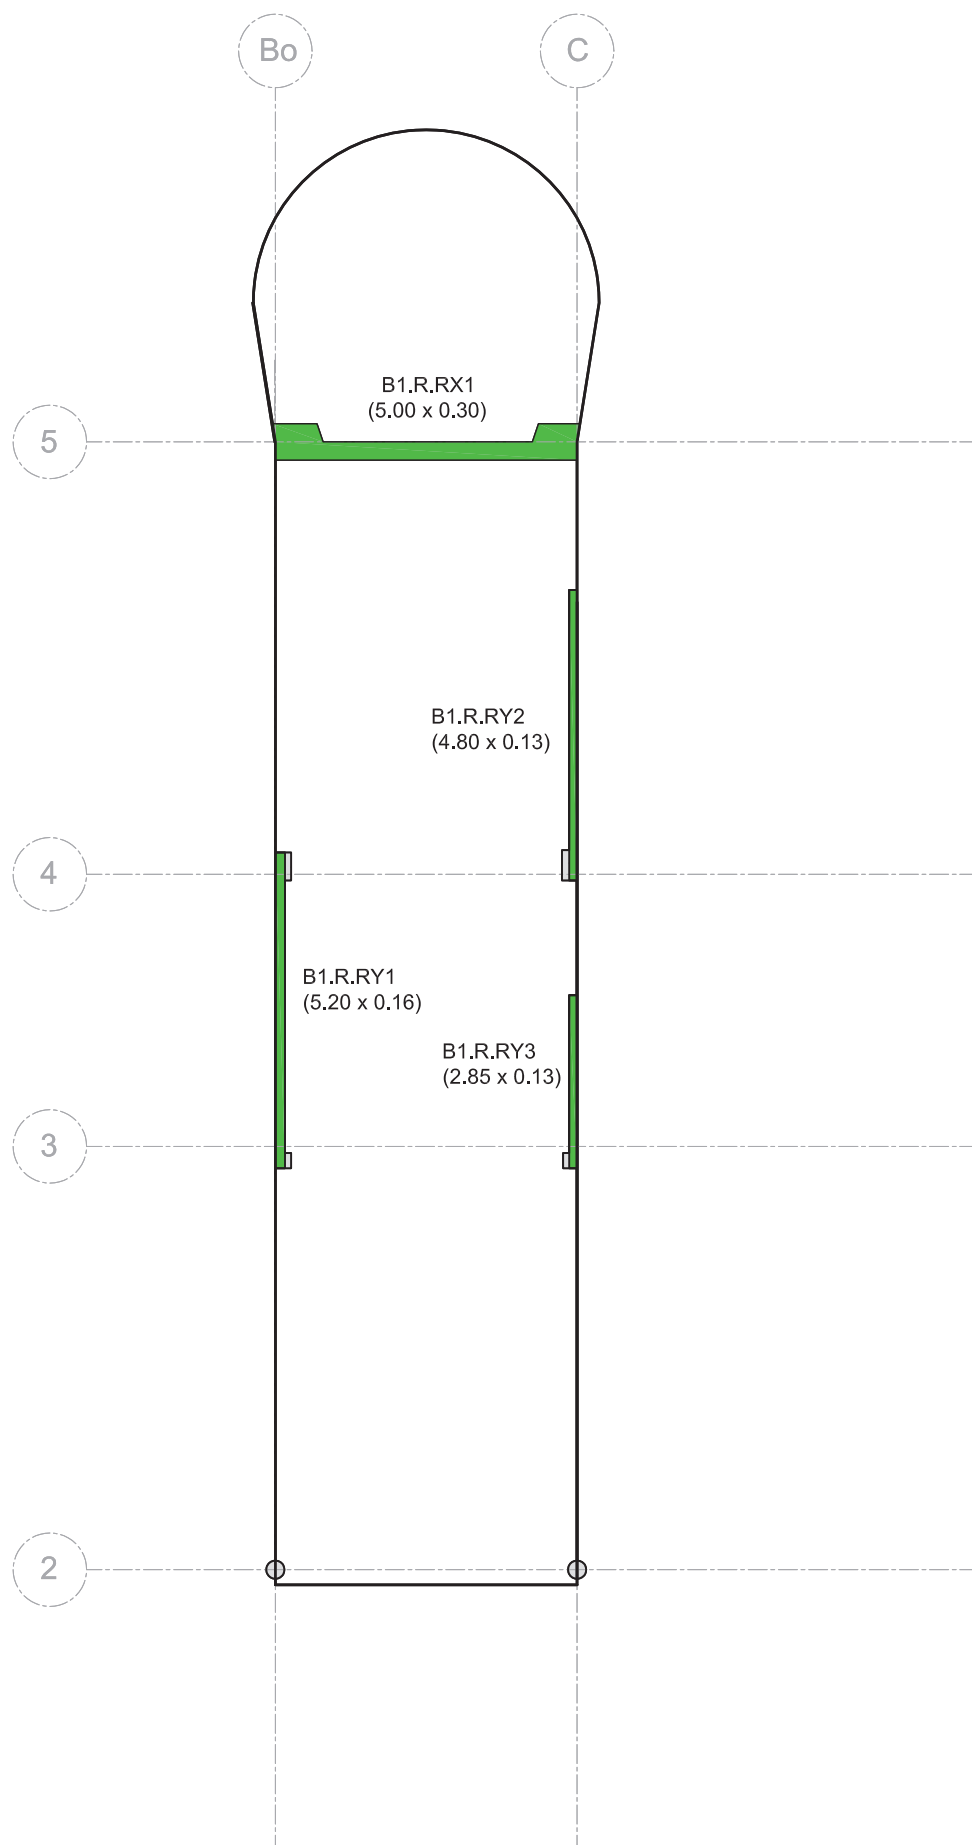 Bo
C
B1.R.RX1
(5.00 x 0.30)
5
B1.R.RY2
(4.80 x 0.13)
4
B1.R.RY1
(5.20 x 0.16)
B1.R.RY3
(2.85 x 0.13)
3
2